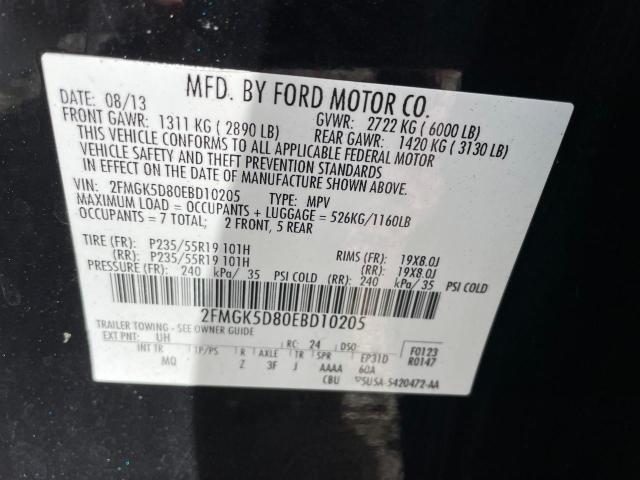 MFD. BY FORD MOTOR CO.
DATE: 08/13 GVWR: 2722 KG (6000 LB)
FRONT GAWR: 1311 KG (2890 LB) REAR GAWR: 1420 KG (3130 LB)
THIS VEHICLE CONFORMS TO ALL APPLICABLE FEDERAL MOTOR
VEHICLE SAFETY AND THEFT PREVENTION STANDARDS
IN EFFECT ON THE DATE OF MANUFACTURE SHOWN ABOVE.
VIN: 2FMGK5D80EBD10205 TYPE: MPV
MAXIMUM LOAD = OCCUPANTS + LUGGAGE = 526KG/1160LB
OCCUPANTS = 7 TOTAL; 2 FRONT, 5 REAR
TIRE (FR): P235/55R19 101H RIMS (FR): 19X8.0J
(RR): P235/55R19 101H (RR): 19X8.0J
PRESSURE (FR): 240 kPa/ 35 PSI COLD (RR): 240 kPa/ 35 PSI COLD
2FMGK5D80EBD10205
TRAILER TOWING - SEE OWNER GUIDE
EXT PNT: UH RC: 24 DSO: F0123
R0147
INT TR TP/PS R AXLE TR SPR EP31D
MQ Z 3F J AAAA 60A
CBU 5USA-5420472-AA